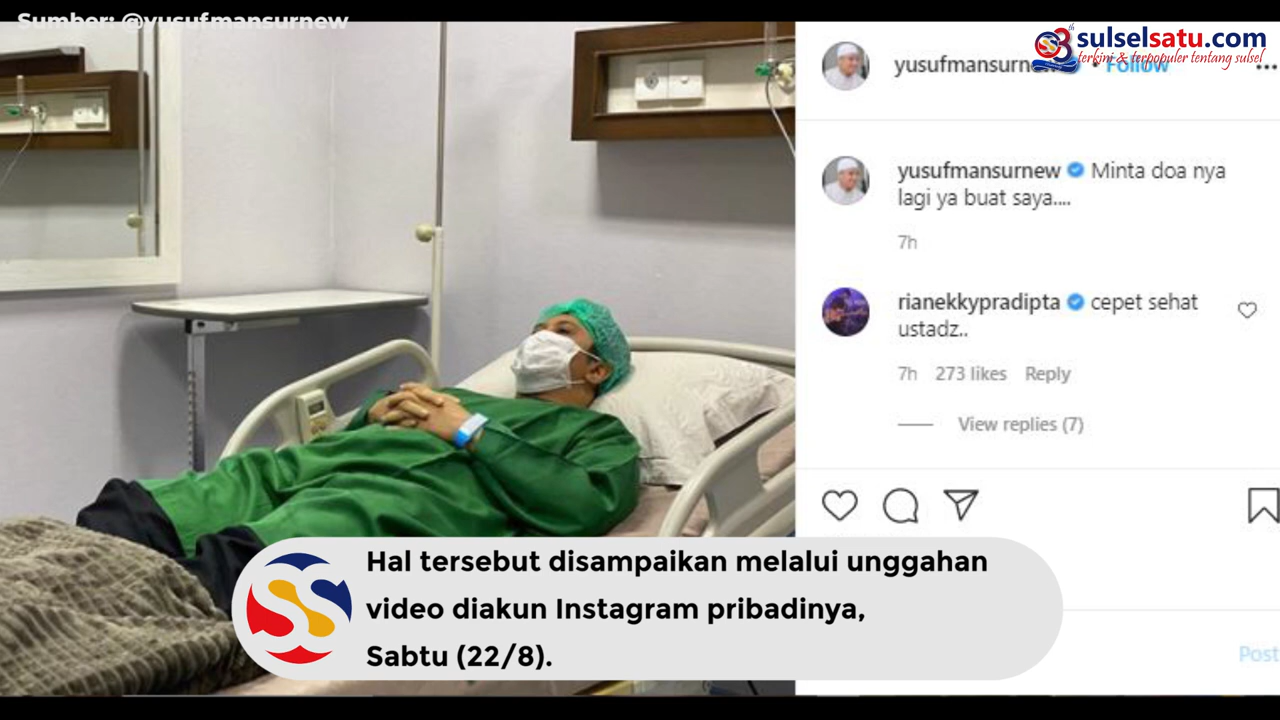 Sumber: @yusufmansurnew
sulselsatu.com
terkini & terpopuler tentang sulsel
yusufmansurne
Follow
yusufmansurnew Minta doa nya
lagi ya buat saya....
7h
rianekkypradipta cepet sehat
ustadz..
7h 273 likes Reply
View replies (7)
Hal tersebut disampaikan melalui unggahan
video diakun Instagram pribadinya,
Sabtu (22/8).
Post